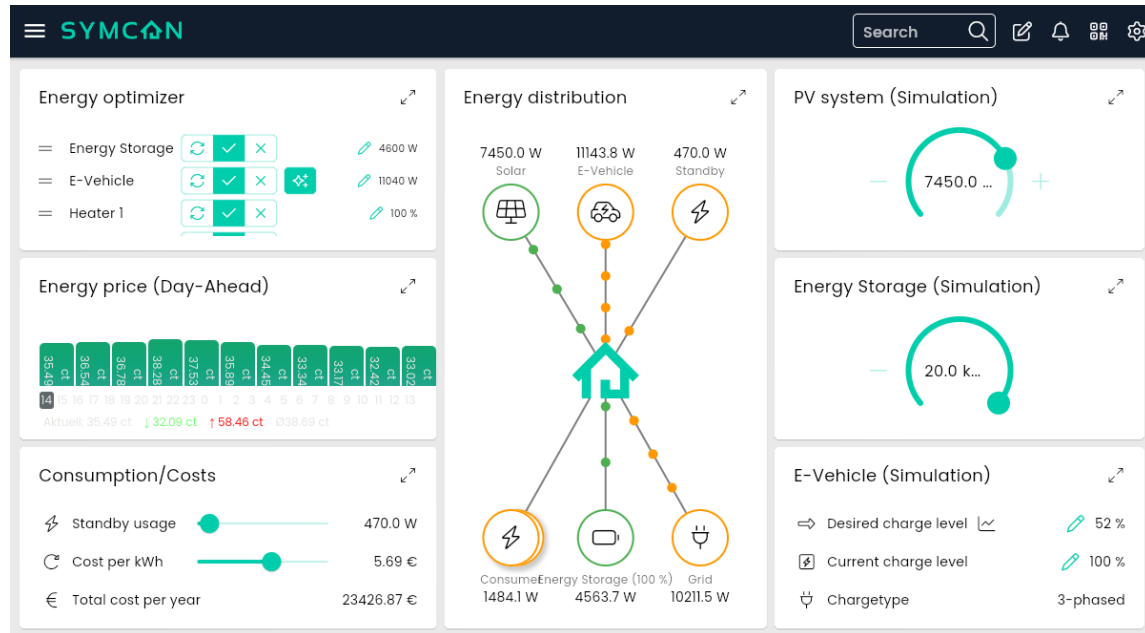 SYMCON
Search
Energy optimizer
Energy Storage 4600 W
E-Vehicle 11040 W
Heater 1 100 %
Energy price (Day-Ahead)
35.49 ct 36.54 ct 36.78 ct 38.28 ct 37.53 ct 35.89 ct 34.45 ct 33.34 ct 33.17 ct 32.42 ct 33.02 ct
14 15 16 17 18 19 20 21 22 23 0 1 2 3 4 5 6 7 8 9 10 11 12 13
Aktuell: 35.49 ct ↓ 32.09 ct ↑ 58.46 ct Ø38.69 ct
Consumption/Costs
Standby usage 470.0 W
Cost per kWh 5.69 €
€ Total cost per year 23426.87 €
Energy distribution
7450.0 W 11143.8 W 470.0 W
Solar E-Vehicle Standby
Consumer Energy Storage (100 %) Grid
1484.1 W 4563.7 W 10211.5 W
PV system (Simulation)
− 7450.0 ... +
Energy Storage (Simulation)
− 20.0 k...
E-Vehicle (Simulation)
Desired charge level 52 %
Current charge level 100 %
Chargetype 3-phased